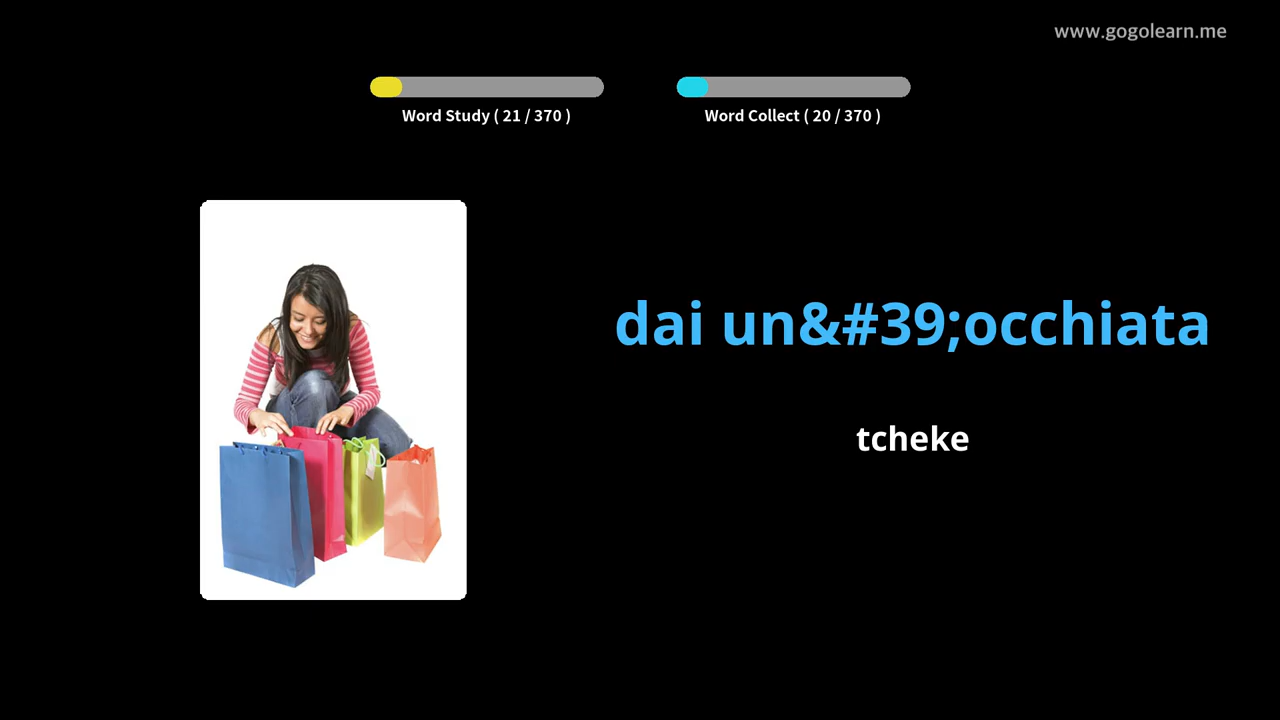 www.gogolearn.me
Word Study ( 21 / 370 )
Word Collect ( 20 / 370 )
dai un&#39;occhiata
tcheke